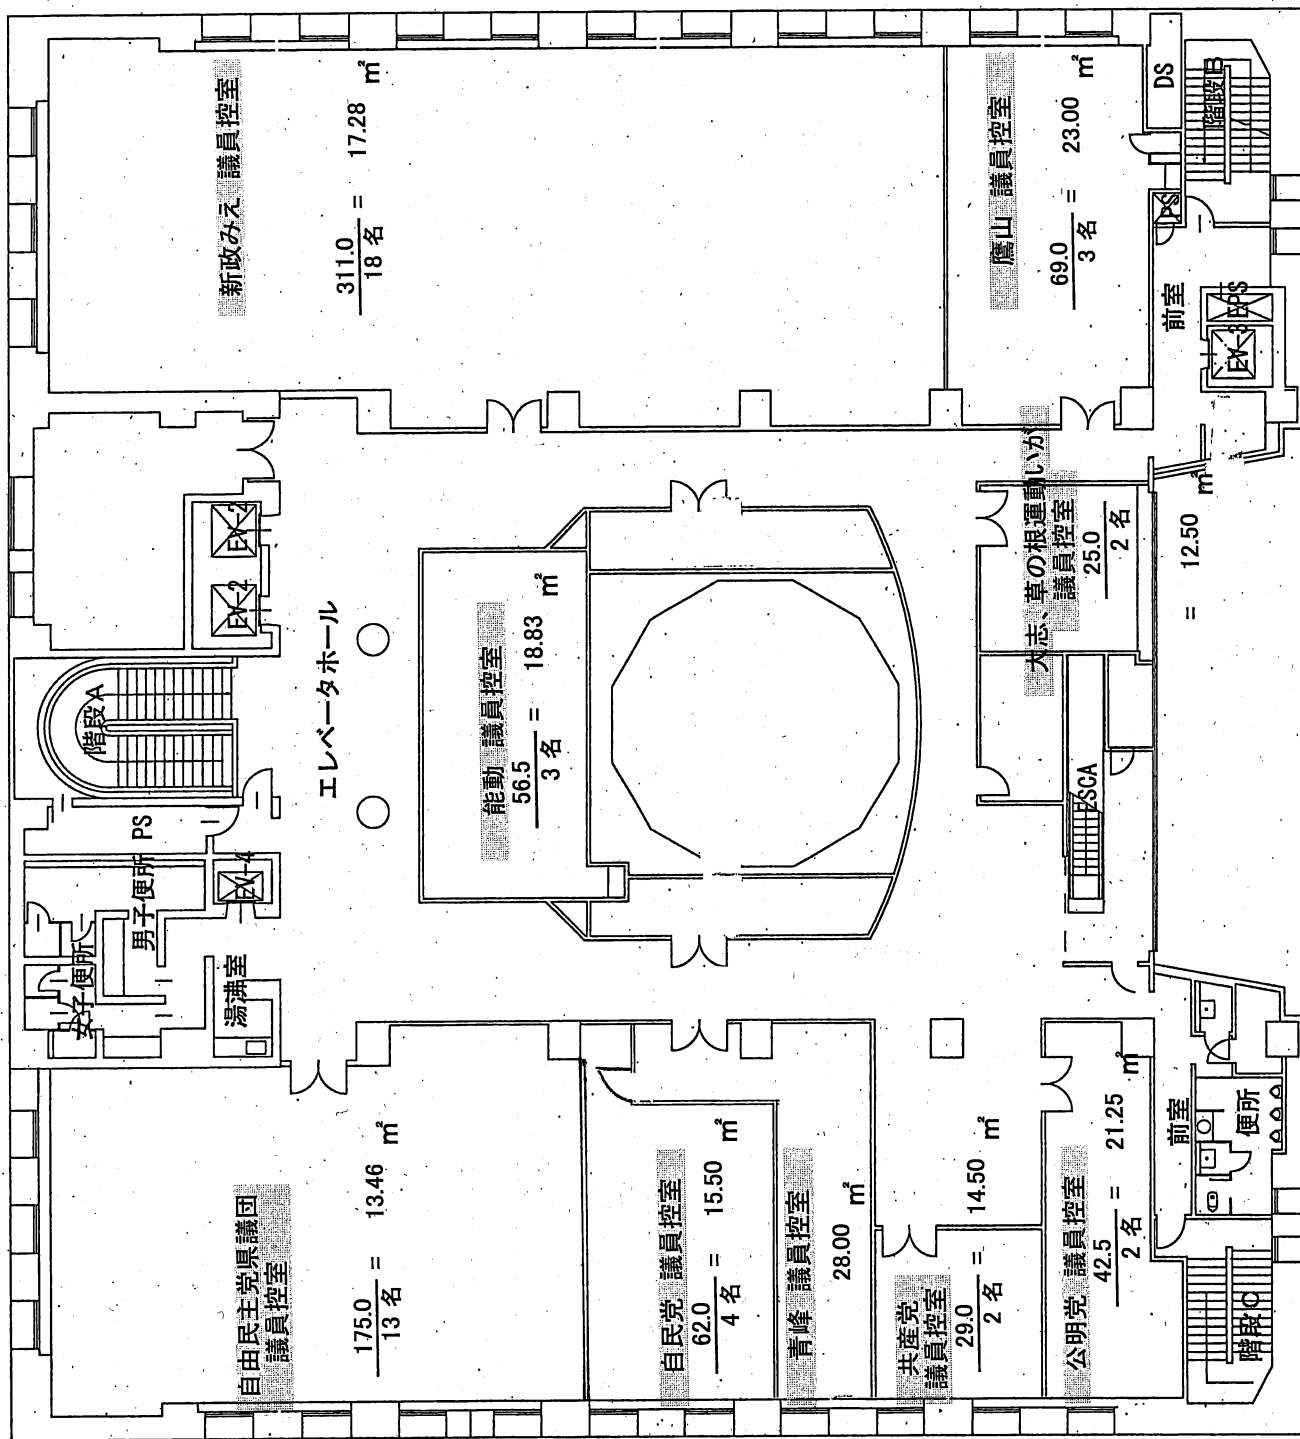 新政みえ 議員控室
311.0
18 名
= 17.28 ㎡
鷹山 議員控室
69.0
3 名
= 23.00 ㎡
DS
階段B
PS
前室
EV-3
EPS
EV-2
EV-2
エレベータホール
階段A
PS
EV-4
男子便所
女子便所
湯沸室
能動 議員控室
56.5
3 名
= 18.83 ㎡
大志、草の根運動いが
議員控室
25.0
2 名
= 12.50 ㎡
ESCA
自由民主党県議団
議員控室
175.0
13 名
= 13.46 ㎡
自民党 議員控室
62.0
4 名
= 15.50 ㎡
青峰 議員控室
28.00 ㎡
共産党
議員控室
29.0
2 名
= 14.50 ㎡
公明党 議員控室
42.5
2 名
= 21.25 ㎡
前室
便所
階段C